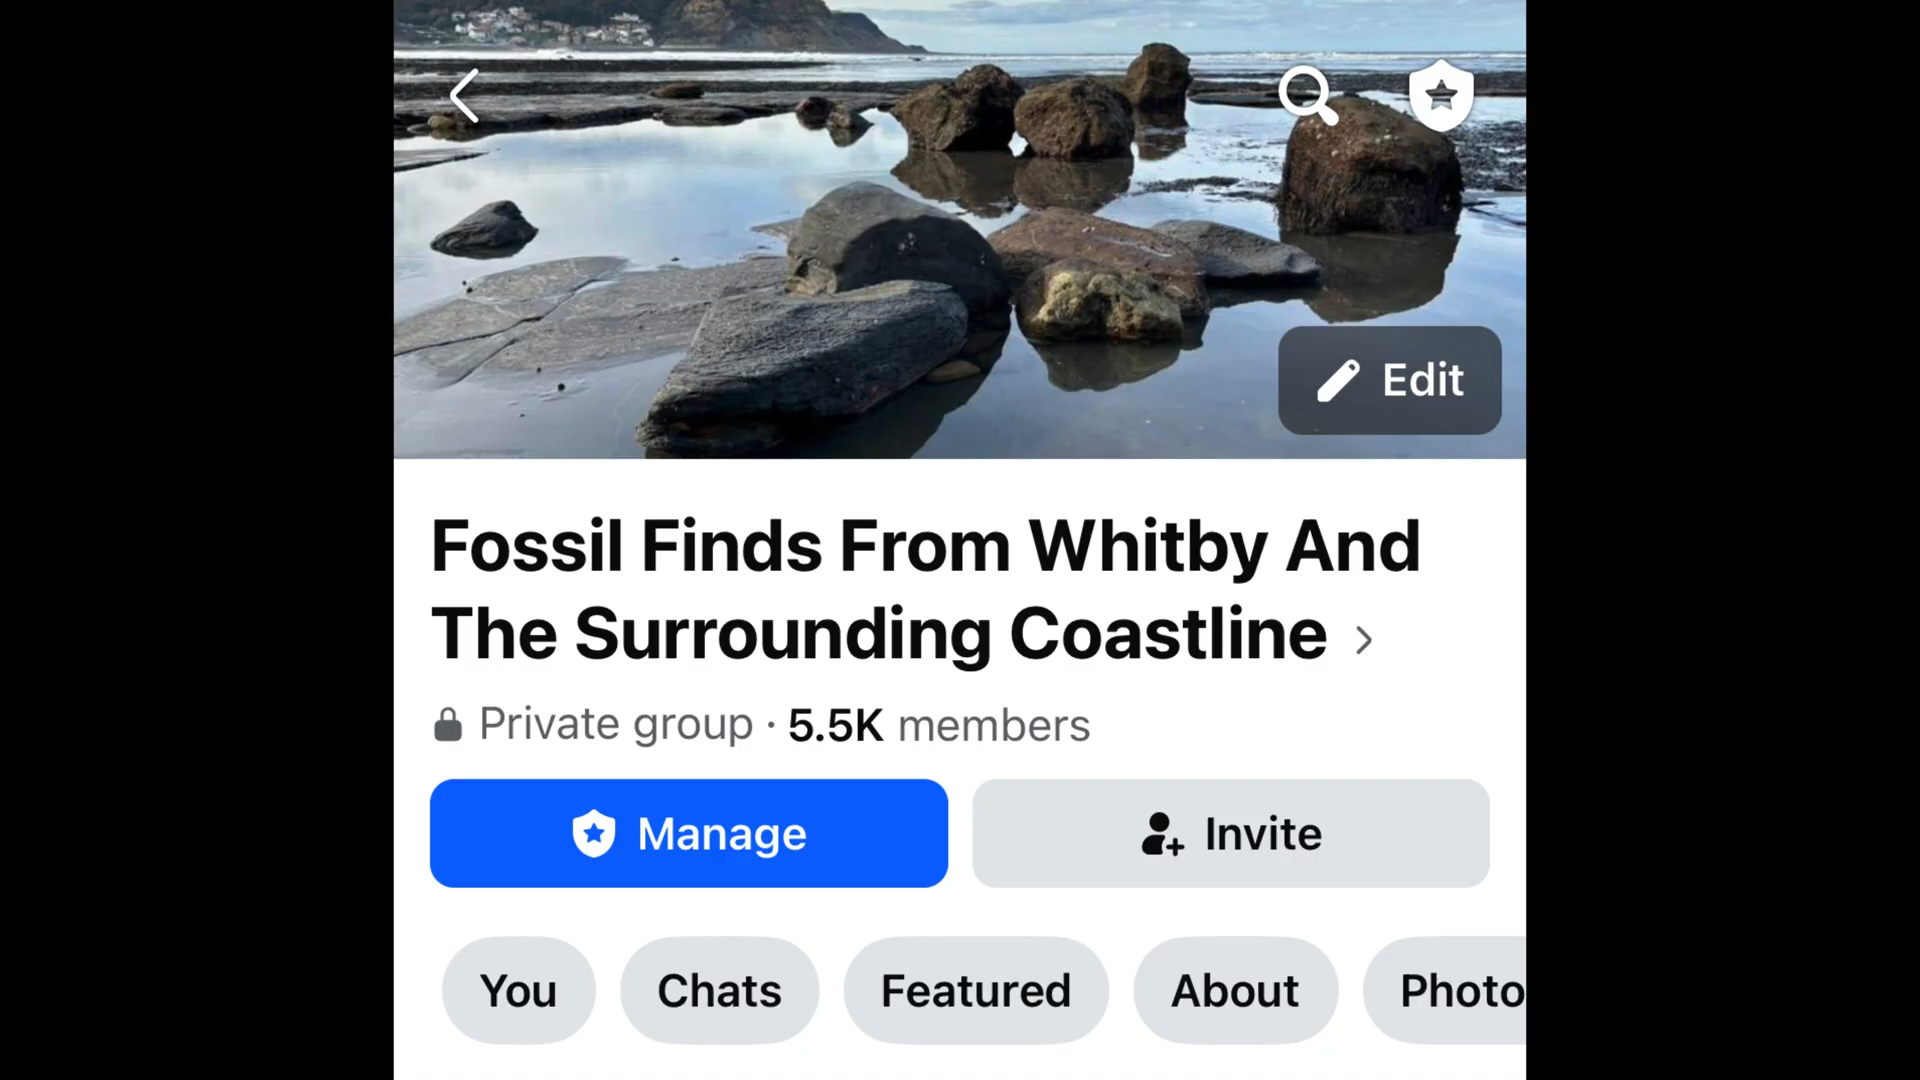 Edit
Fossil Finds From Whitby And
The Surrounding Coastline
Private group · 5.5K members
Manage
Invite
You
Chats
Featured
About
Photo